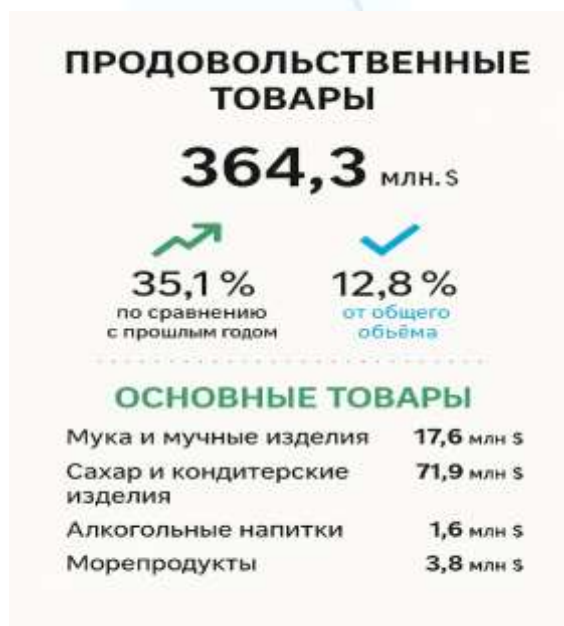 ПРОДОВОЛЬСТВЕННЫЕ
ТОВАРЫ
364,3 млн. $
35,1 %
по сравнению
с прошлым годом
12,8 %
от общего
обьёма
ОСНОВНЫЕ ТОВАРЫ
Мука и мучные изделия 17,6 млн $
Сахар и кондитерские 71,9 млн $
изделия
Алкогольные напитки 1,6 млн $
Морепродукты 3,8 млн $